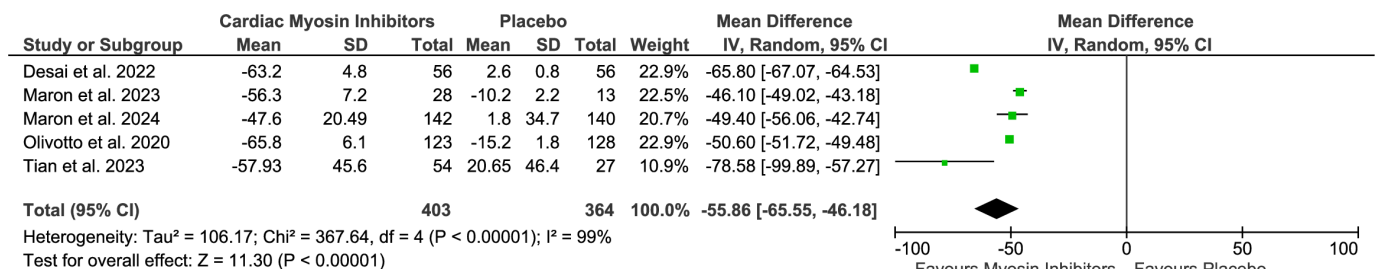 Cardiac Myosin Inhibitors Placebo Mean Difference Mean Difference
Study or Subgroup Mean SD Total Mean SD Total Weight IV, Random, 95% CI IV, Random, 95% CI
Desai et al. 2022 -63.2 4.8 56 2.6 0.8 56 22.9% -65.80 [-67.07, -64.53]
Maron et al. 2023 -56.3 7.2 28 -10.2 2.2 13 22.5% -46.10 [-49.02, -43.18]
Maron et al. 2024 -47.6 20.49 142 1.8 34.7 140 20.7% -49.40 [-56.06, -42.74]
Olivotto et al. 2020 -65.8 6.1 123 -15.2 1.8 128 22.9% -50.60 [-51.72, -49.48]
Tian et al. 2023 -57.93 45.6 54 20.65 46.4 27 10.9% -78.58 [-99.89, -57.27]
Total (95% CI) 403 364 100.0% -55.86 [-65.55, -46.18]
Heterogeneity: Tau² = 106.17; Chi² = 367.64, df = 4 (P < 0.00001); I² = 99%
Test for overall effect: Z = 11.30 (P < 0.00001)
-100 -50 0 50 100
Favours Myosin Inhibitors Favours Placebo